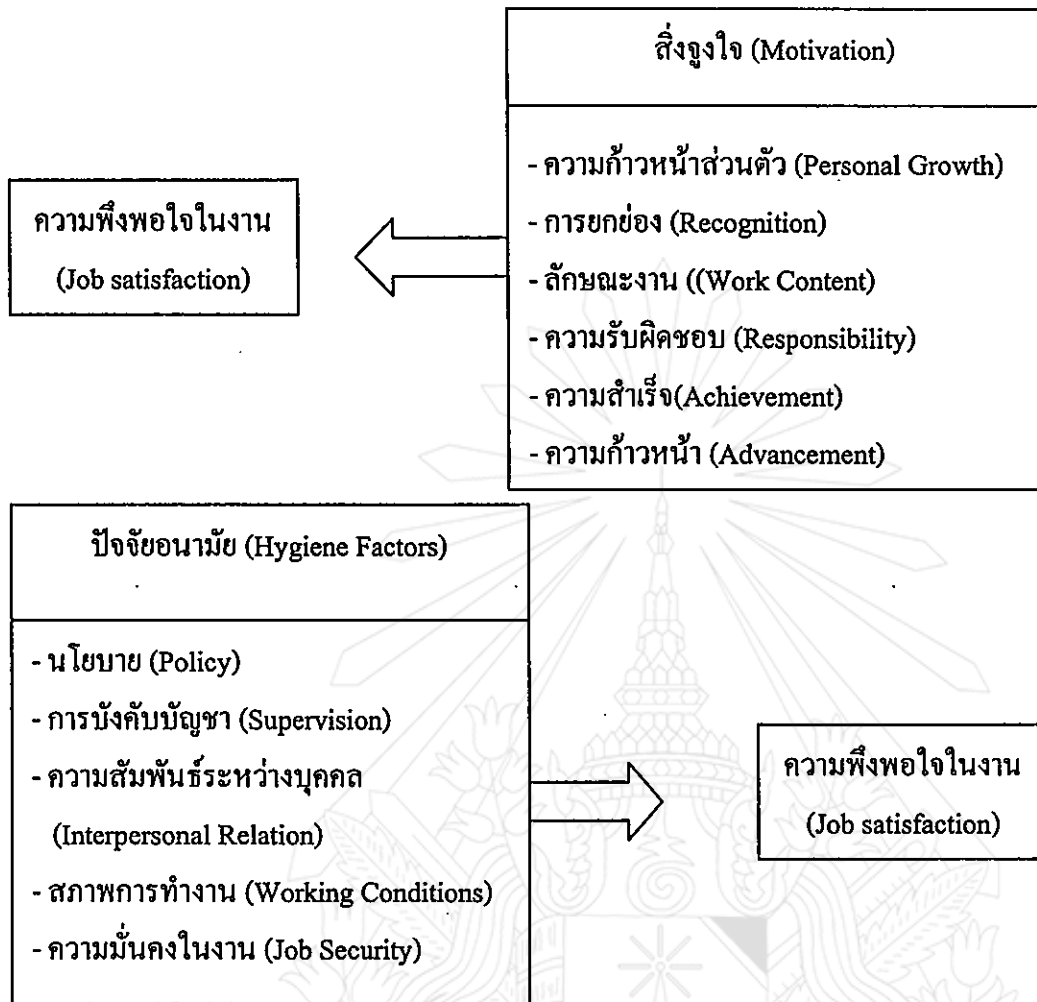 สิ่งจูงใจ (Motivation)
- ความก้าวหน้าส่วนตัว (Personal Growth)
- การยกย่อง (Recognition)
- ลักษณะงาน ((Work Content)
- ความรับผิดชอบ (Responsibility)
- ความสำเร็จ(Achievement)
- ความก้าวหน้า (Advancement)
ความพึงพอใจในงาน
(Job satisfaction)
ปัจจัยอนามัย (Hygiene Factors)
- นโยบาย (Policy)
- การบังคับบัญชา (Supervision)
- ความสัมพันธ์ระหว่างบุคคล
(Interpersonal Relation)
- สภาพการทำงาน (Working Conditions)
- ความมั่นคงในงาน (Job Security)
ความพึงพอใจในงาน
(Job satisfaction)